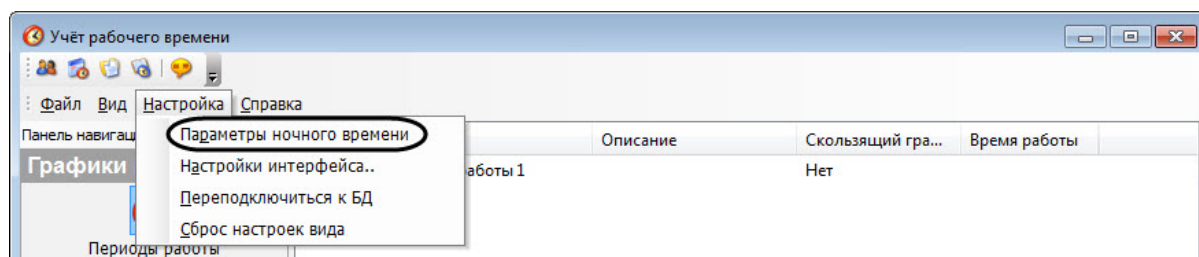 Учёт рабочего времени
Файл Вид Настройка Справка
Панель навигац
Параметры ночного времени
Описание Скользящий гра... Время работы
Графики
Настройки интерфейса..
аботы 1 Нет
Переподключиться к БД
Сброс настроек вида
Периоды работы